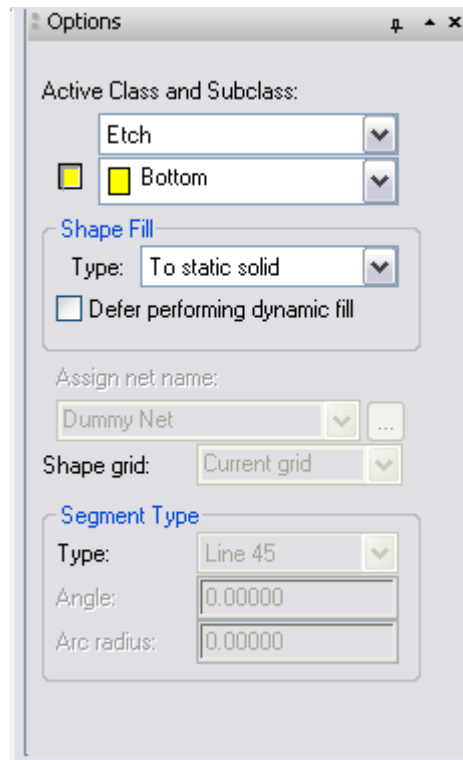 Options
Active Class and Subclass:
Etch
Bottom
Shape Fill
Type: To static solid
Defer performing dynamic fill
Assign net name:
Dummy Net ...
Shape grid: Current grid
Segment Type
Type: Line 45
Angle: 0.00000
Arc radius: 0.00000